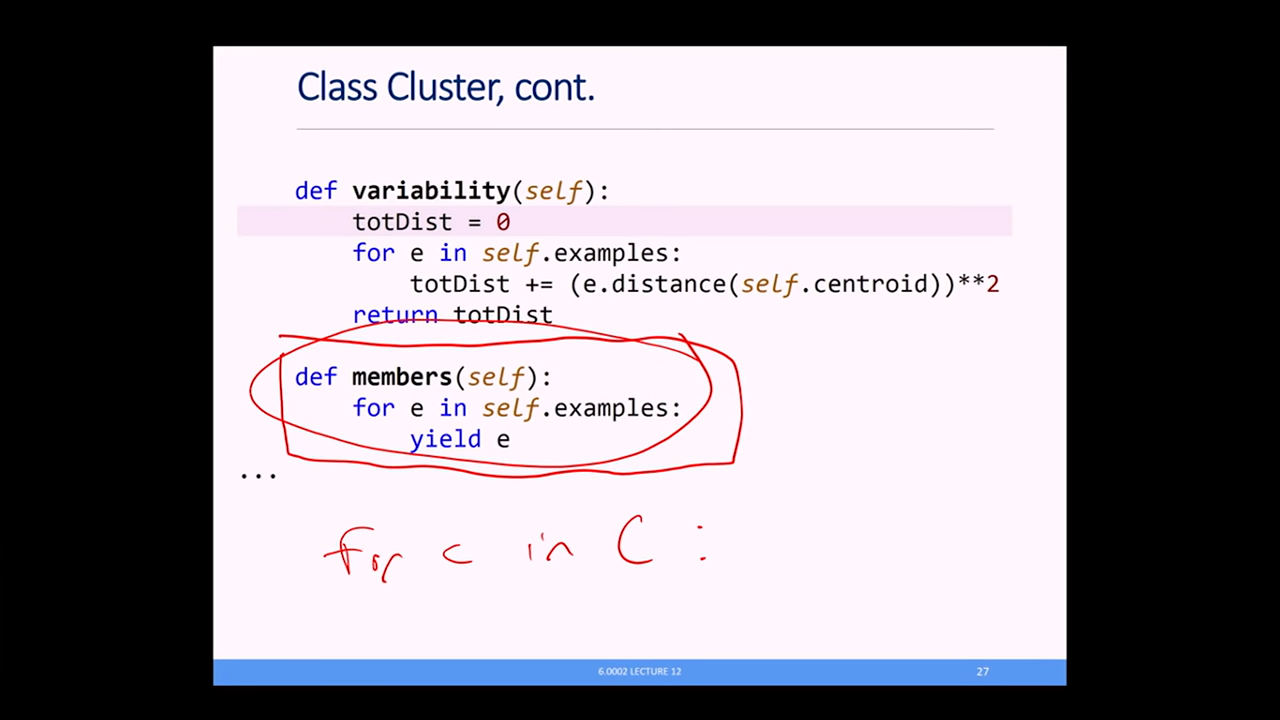 Class Cluster, cont.
def variability(self):
totDist = 0
for e in self.examples:
totDist += (e.distance(self.centroid))**2
return totDist
def members(self):
for e in self.examples:
yield e
...
for c in C :
6.0002 LECTURE 12
27